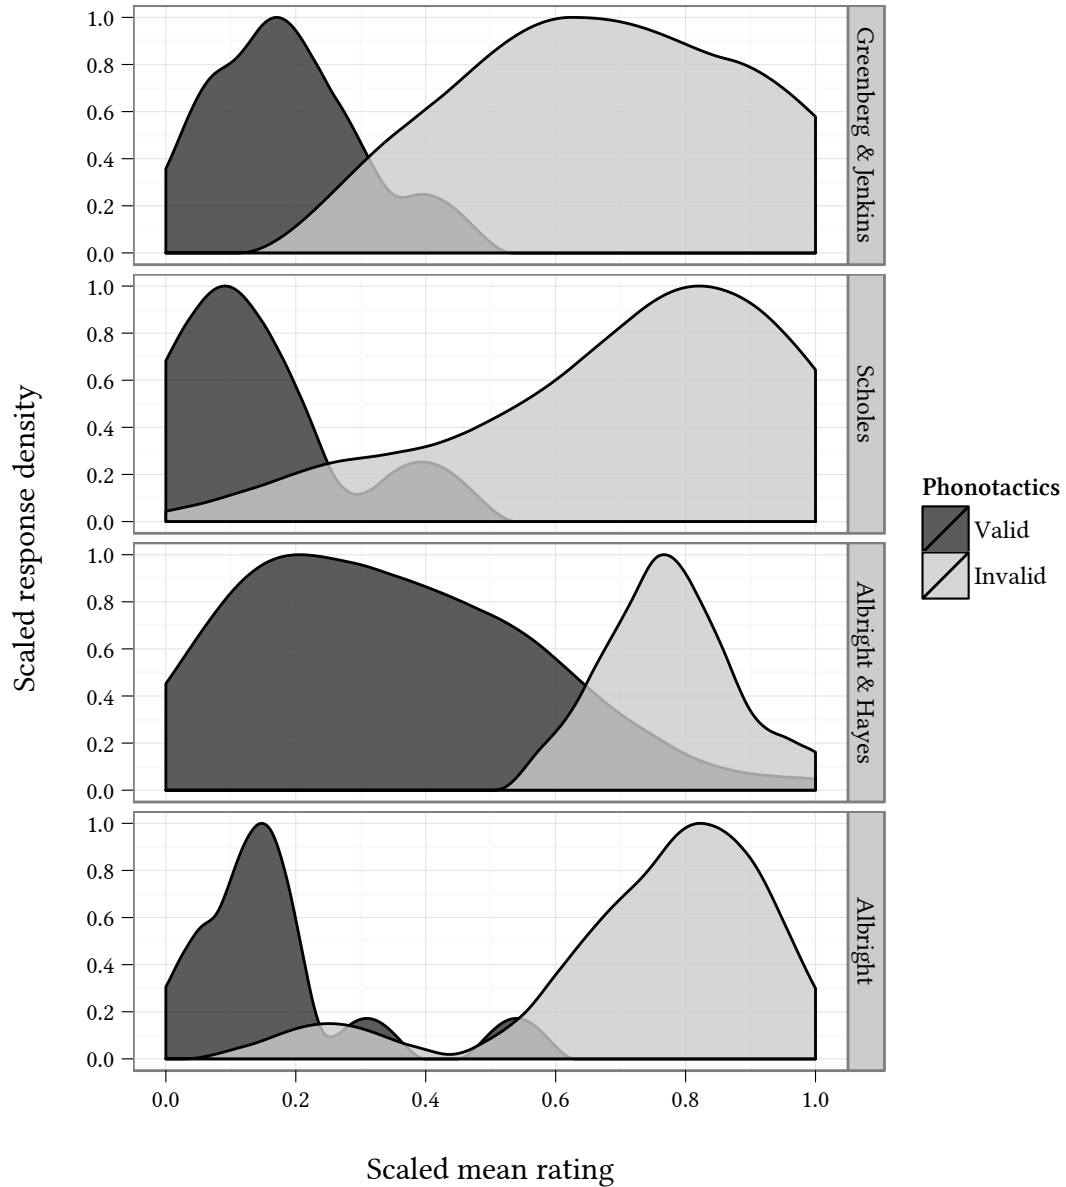 Scaled response density
1.0
0.8
0.6
0.4
0.2
0.0
Greenberg & Jenkins
1.0
0.8
0.6
0.4
0.2
0.0
Scholes
1.0
0.8
0.6
0.4
0.2
0.0
Albright & Hayes
1.0
0.8
0.6
0.4
0.2
0.0
Albright
0.0 0.2 0.4 0.6 0.8 1.0
Scaled mean rating
Phonotactics
Valid
Invalid